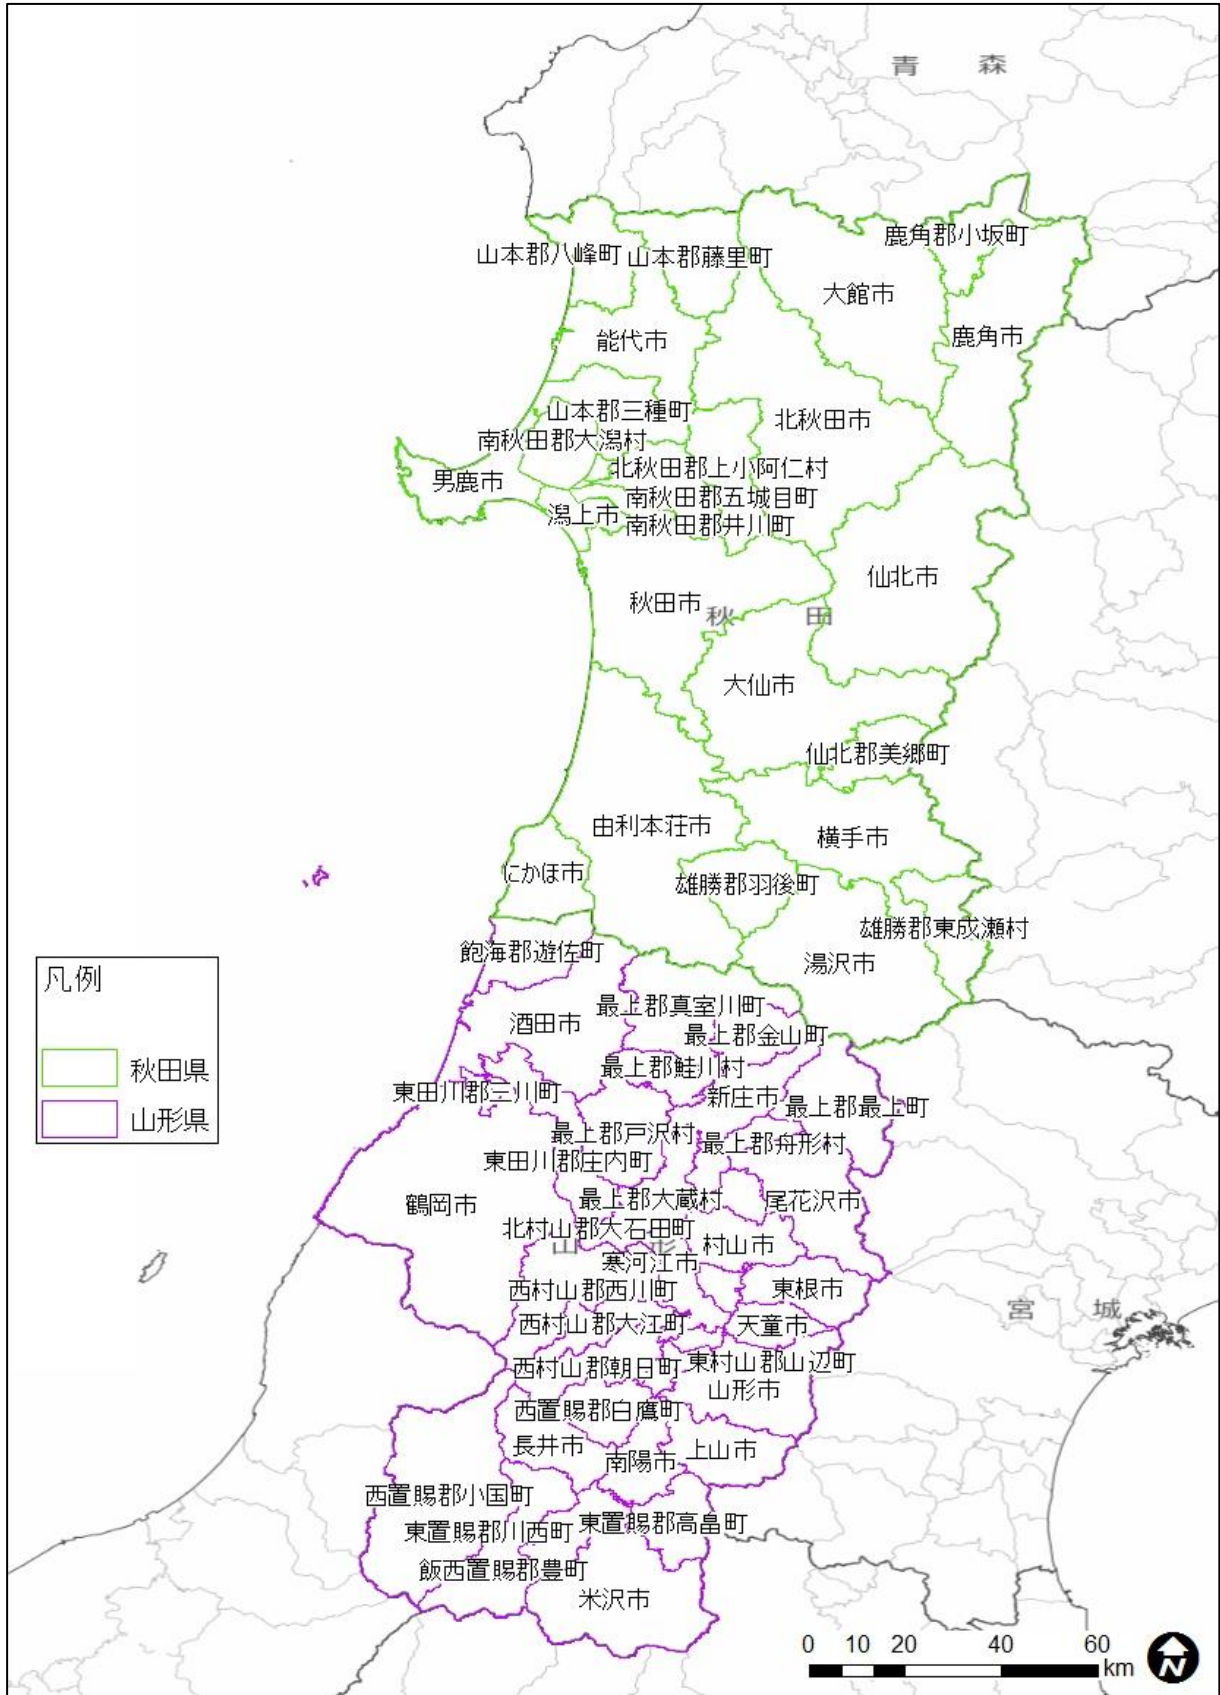 青森
鹿角郡小坂町
山本郡八峰町
山本郡藤里町
大館市
鹿角市
能代市
山本郡三種町
北秋田市
南秋田郡大潟村
北秋田郡上小阿仁村
男鹿市
南秋田郡五城目町
潟上市
南秋田郡井川町
仙北市
秋田市
秋田
大仙市
仙北郡美郷町
由利本荘市
横手市
にかほ市
雄勝郡羽後町
雄勝郡東成瀬村
湯沢市
飽海郡遊佐町
凡例
秋田県
山形県
最上郡真室川町
酒田市
最上郡金山町
最上郡鮭川村
東田川郡三川町
新庄市
最上郡最上町
最上郡戸沢村
最上郡舟形村
東田川郡庄内町
最上郡大蔵村
尾花沢市
鶴岡市
北村山郡大石田町
村山市
山形
寒河江市
西村山郡西川町
東根市
宮城
西村山郡大江町
天童市
西村山郡朝日町
東村山郡山辺町
山形市
西置賜郡白鷹町
長井市
南陽市
上山市
西置賜郡小国町
東置賜郡川西町
東置賜郡高畠町
飯西置賜郡豊町
米沢市
0 10 20 40 60
km
N